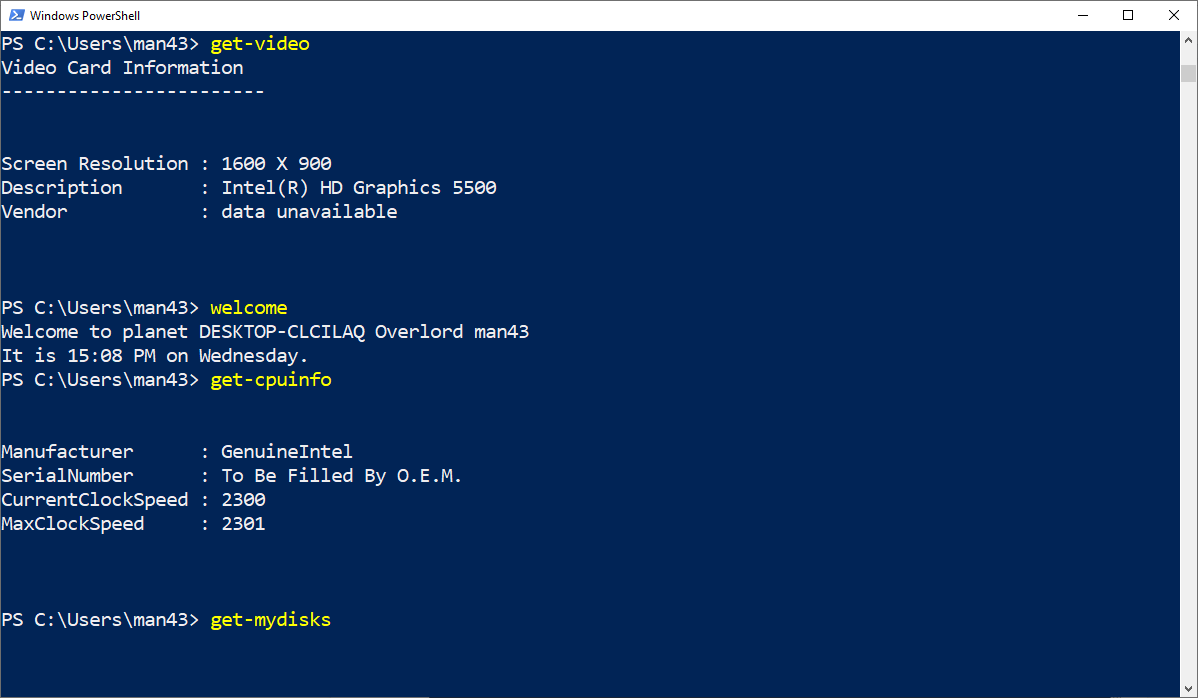 Windows PowerShell
PS C:\Users\man43> get-video
Video Card Information
------------------------
Screen Resolution : 1600 X 900
Description       : Intel(R) HD Graphics 5500
Vendor            : data unavailable
PS C:\Users\man43> welcome
Welcome to planet DESKTOP-CLCILAQ Overlord man43
It is 15:08 PM on Wednesday.
PS C:\Users\man43> get-cpuinfo
Manufacturer      : GenuineIntel
SerialNumber      : To Be Filled By O.E.M.
CurrentClockSpeed : 2300
MaxClockSpeed     : 2301
PS C:\Users\man43> get-mydisks